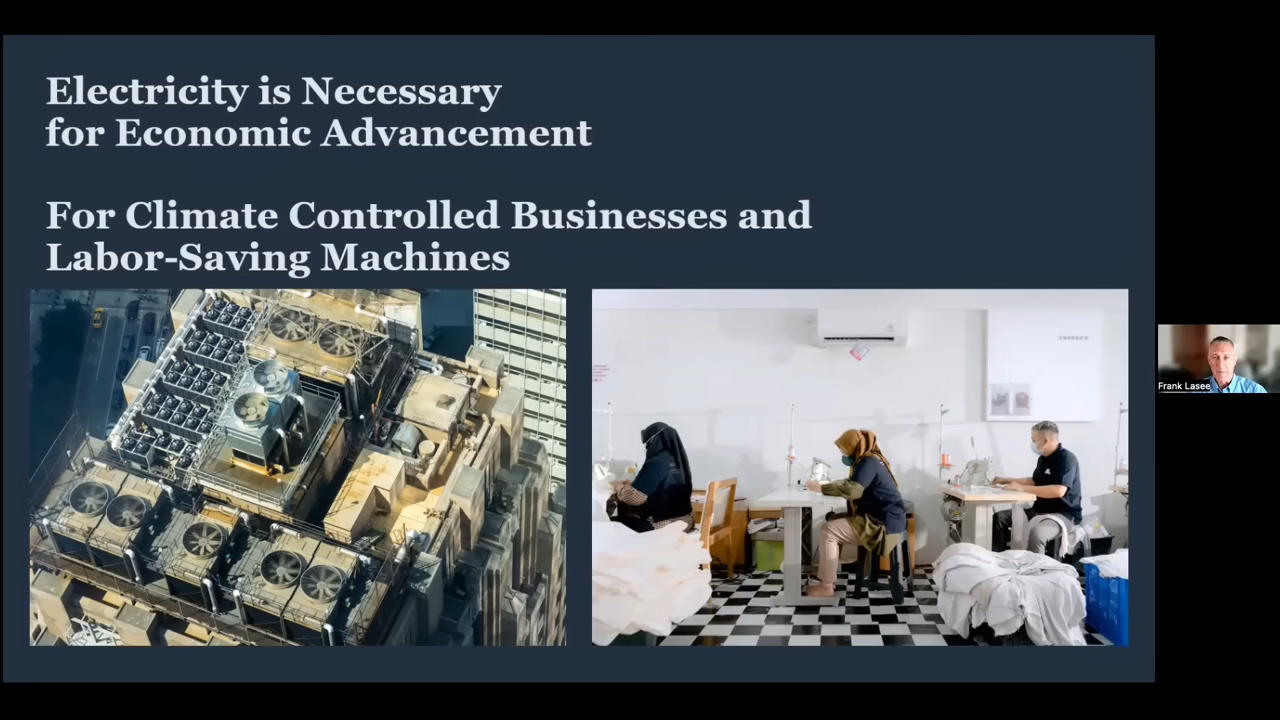 Electricity is Necessary
for Economic Advancement
For Climate Controlled Businesses and
Labor-Saving Machines
Frank Lasee